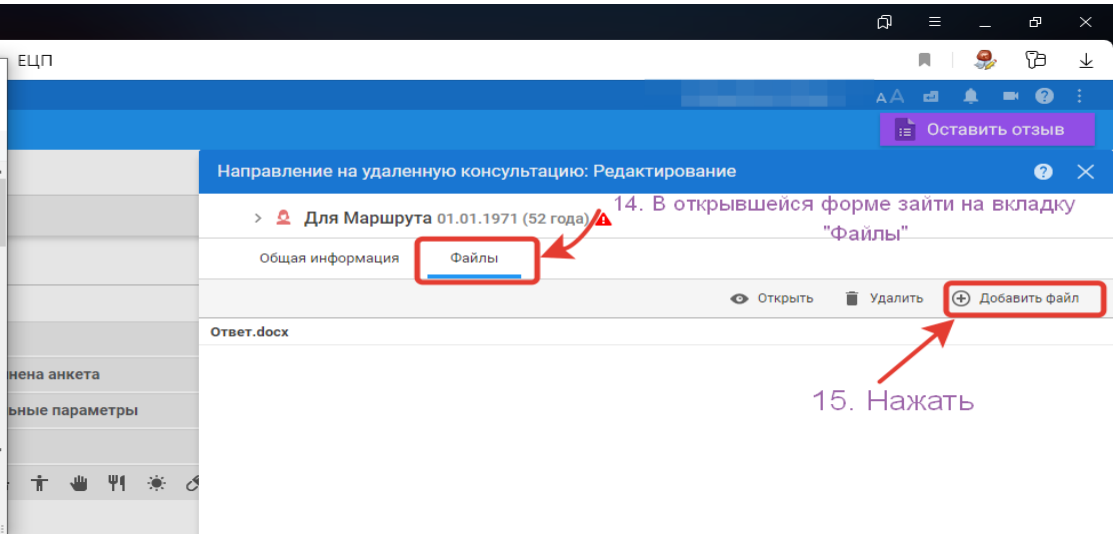 ЕЦП
АА
Оставить отзыв
Направление на удаленную консультацию: Редактирование
Для Маршрута 01.01.1971 (52 года)
14. В открывшейся форме зайти на вкладку
"Файлы"
Общая информация Файлы
Открыть Удалить Добавить файл
Ответ.docx
нена анкета
ьные параметры
15. Нажать